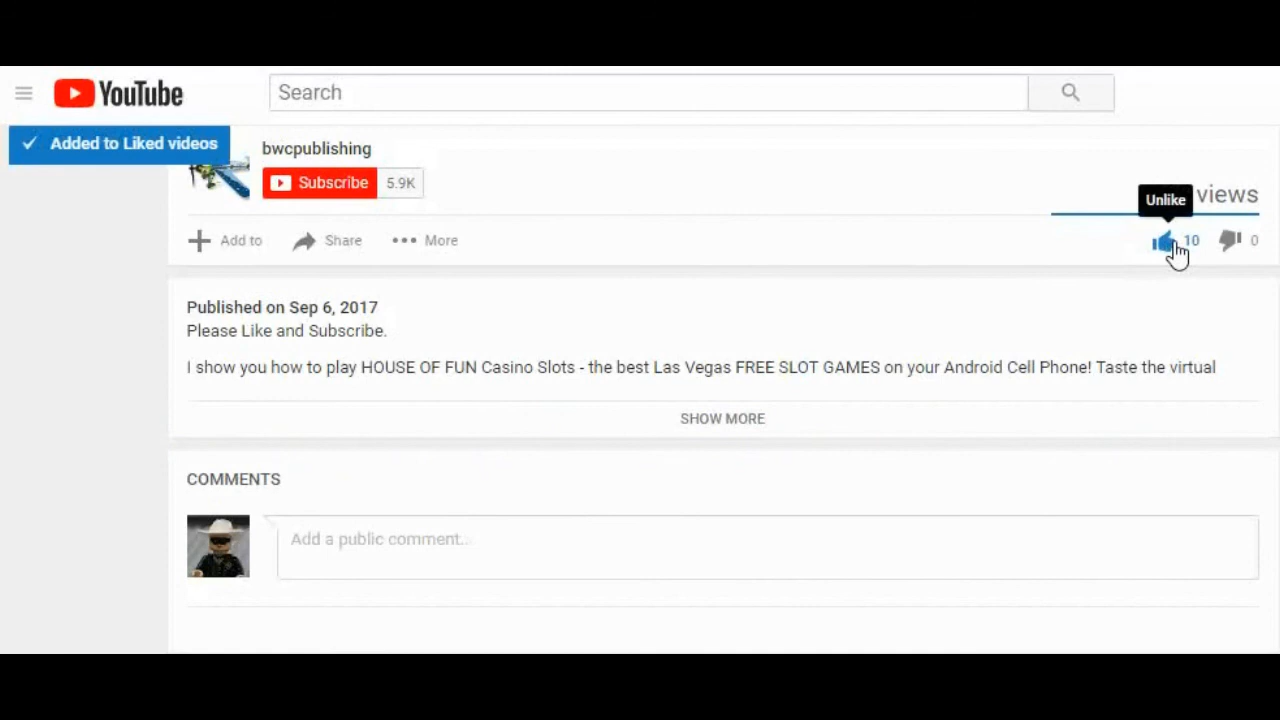 YouTube
Search
Added to Liked videos
bwcpublishing
Subscribe 5.9K
views
Unlike
Add to Share More
10 0
Published on Sep 6, 2017
Please Like and Subscribe.
I show you how to play HOUSE OF FUN Casino Slots - the best Las Vegas FREE SLOT GAMES on your Android Cell Phone! Taste the virtual
SHOW MORE
COMMENTS
Add a public comment..